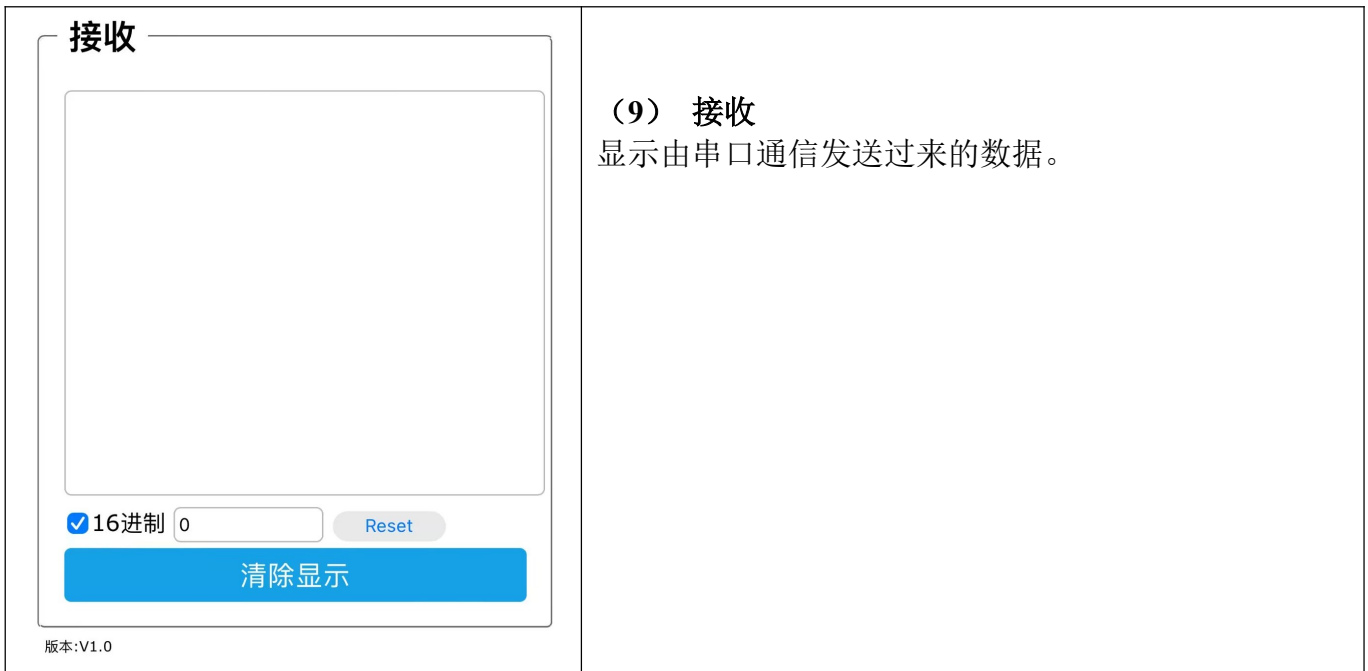 接收
16进制 0 Reset
清除显示
版本:V1.0
（9） 接收
显示由串口通信发送过来的数据。